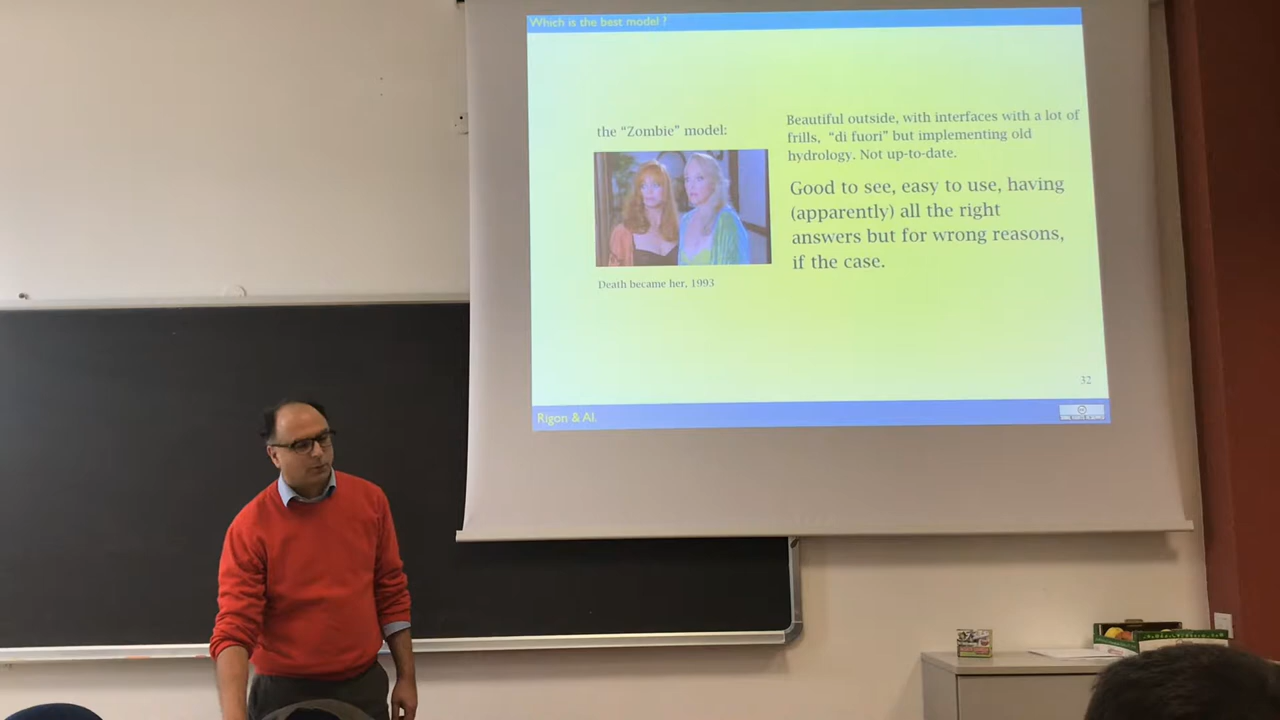 Which is the best model ?
the “Zombie” model:
Death became her, 1993
Beautiful outside, with interfaces with a lot of
frills, “di fuori” but implementing old
hydrology. Not up-to-date.
Good to see, easy to use, having
(apparently) all the right
answers but for wrong reasons,
if the case.
32
Rigon & Al.